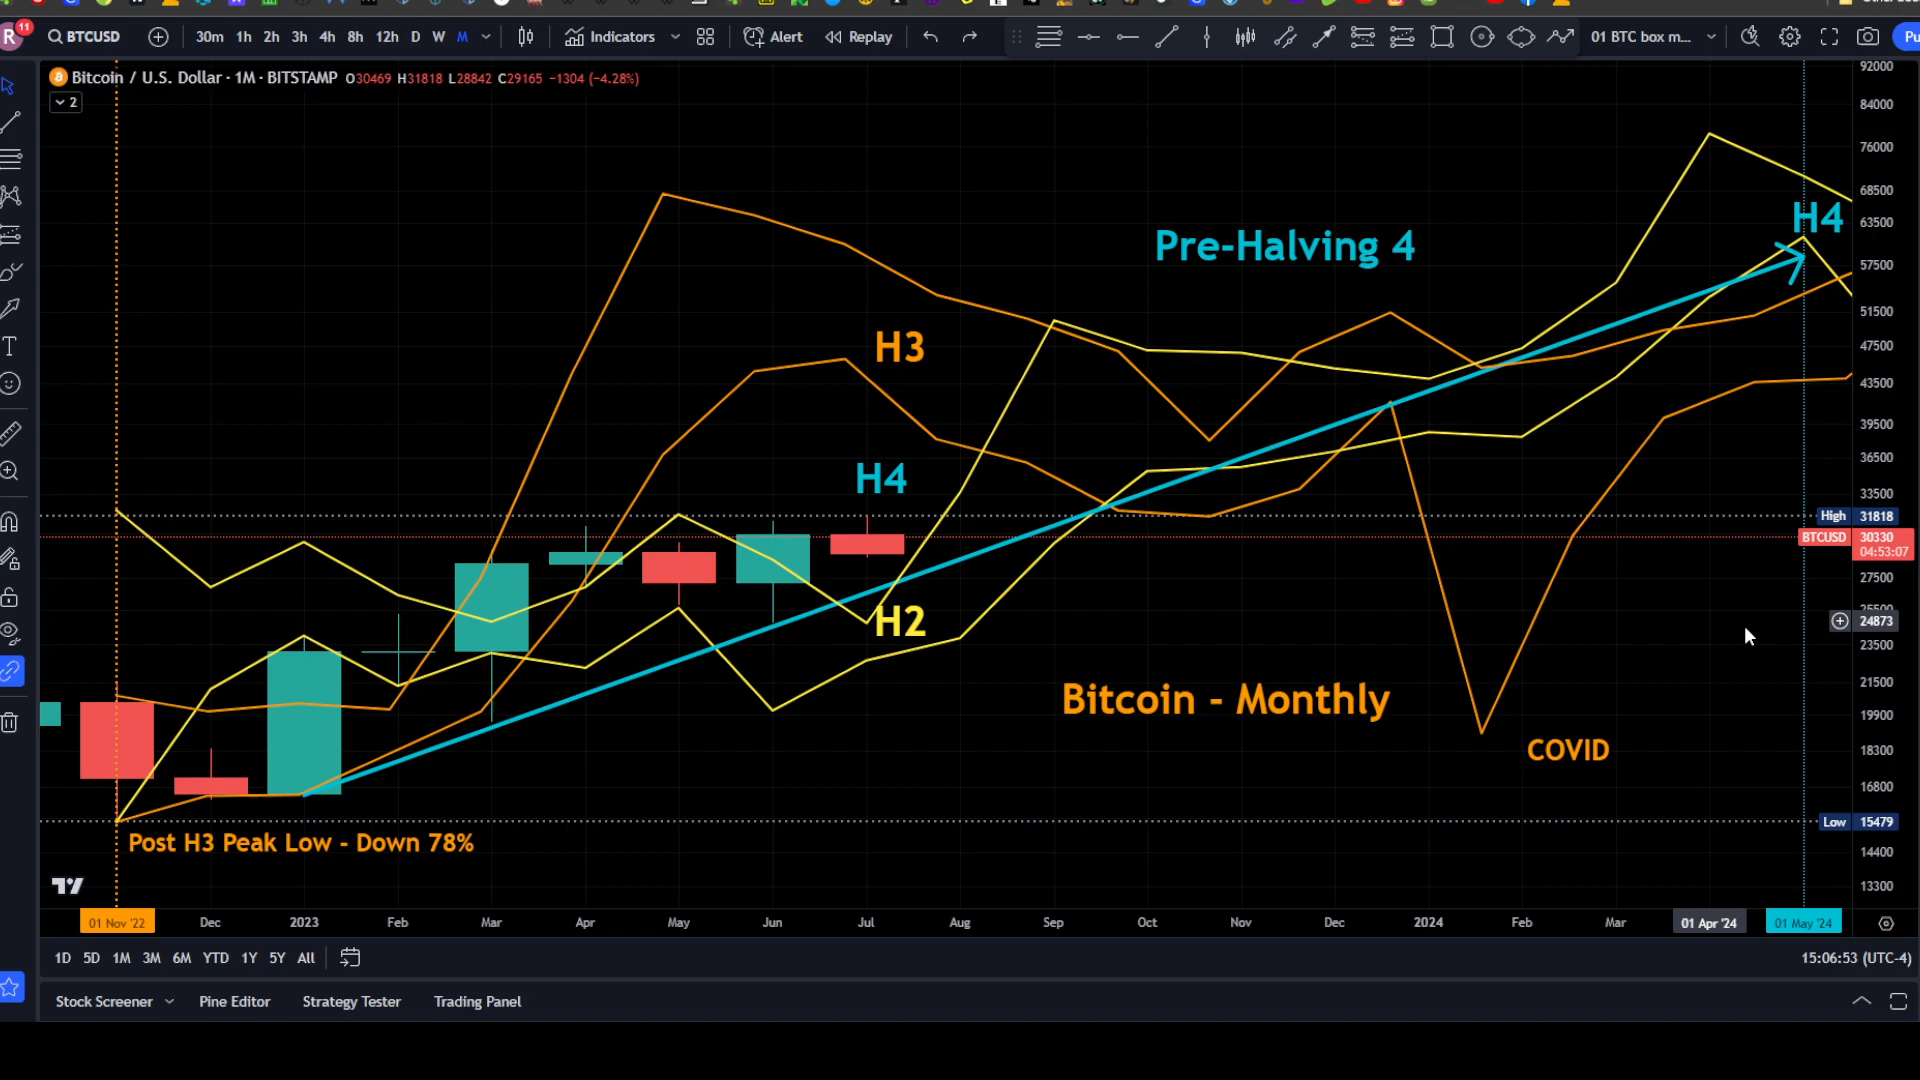 11
R
BTCUSD
30m 1h 2h 3h 4h 8h 12h D W M
Indicators
Alert
Replay
01 BTC box m...
Pu
Bitcoin / U.S. Dollar · 1M · BITSTAMP O30469 H31818 L28842 C29165 −1304 (−4.28%)
2
92000
84000
76000
68500
63500
57500
51500
47500
43500
39500
36500
33500
High 31818
BTCUSD 30330
04:53:07
27500
25500
24873
23500
21500
19900
18300
16800
Low 15479
14400
13300
H4
Pre-Halving 4
H3
H4
H2
Bitcoin - Monthly
COVID
Post H3 Peak Low - Down 78%
01 Nov '22 Dec 2023 Feb Mar Apr May Jun Jul Aug Sep Oct Nov Dec 2024 Feb Mar 01 Apr '24 01 May '24
1D 5D 1M 3M 6M YTD 1Y 5Y All
15:06:53 (UTC-4)
Stock Screener Pine Editor Strategy Tester Trading Panel